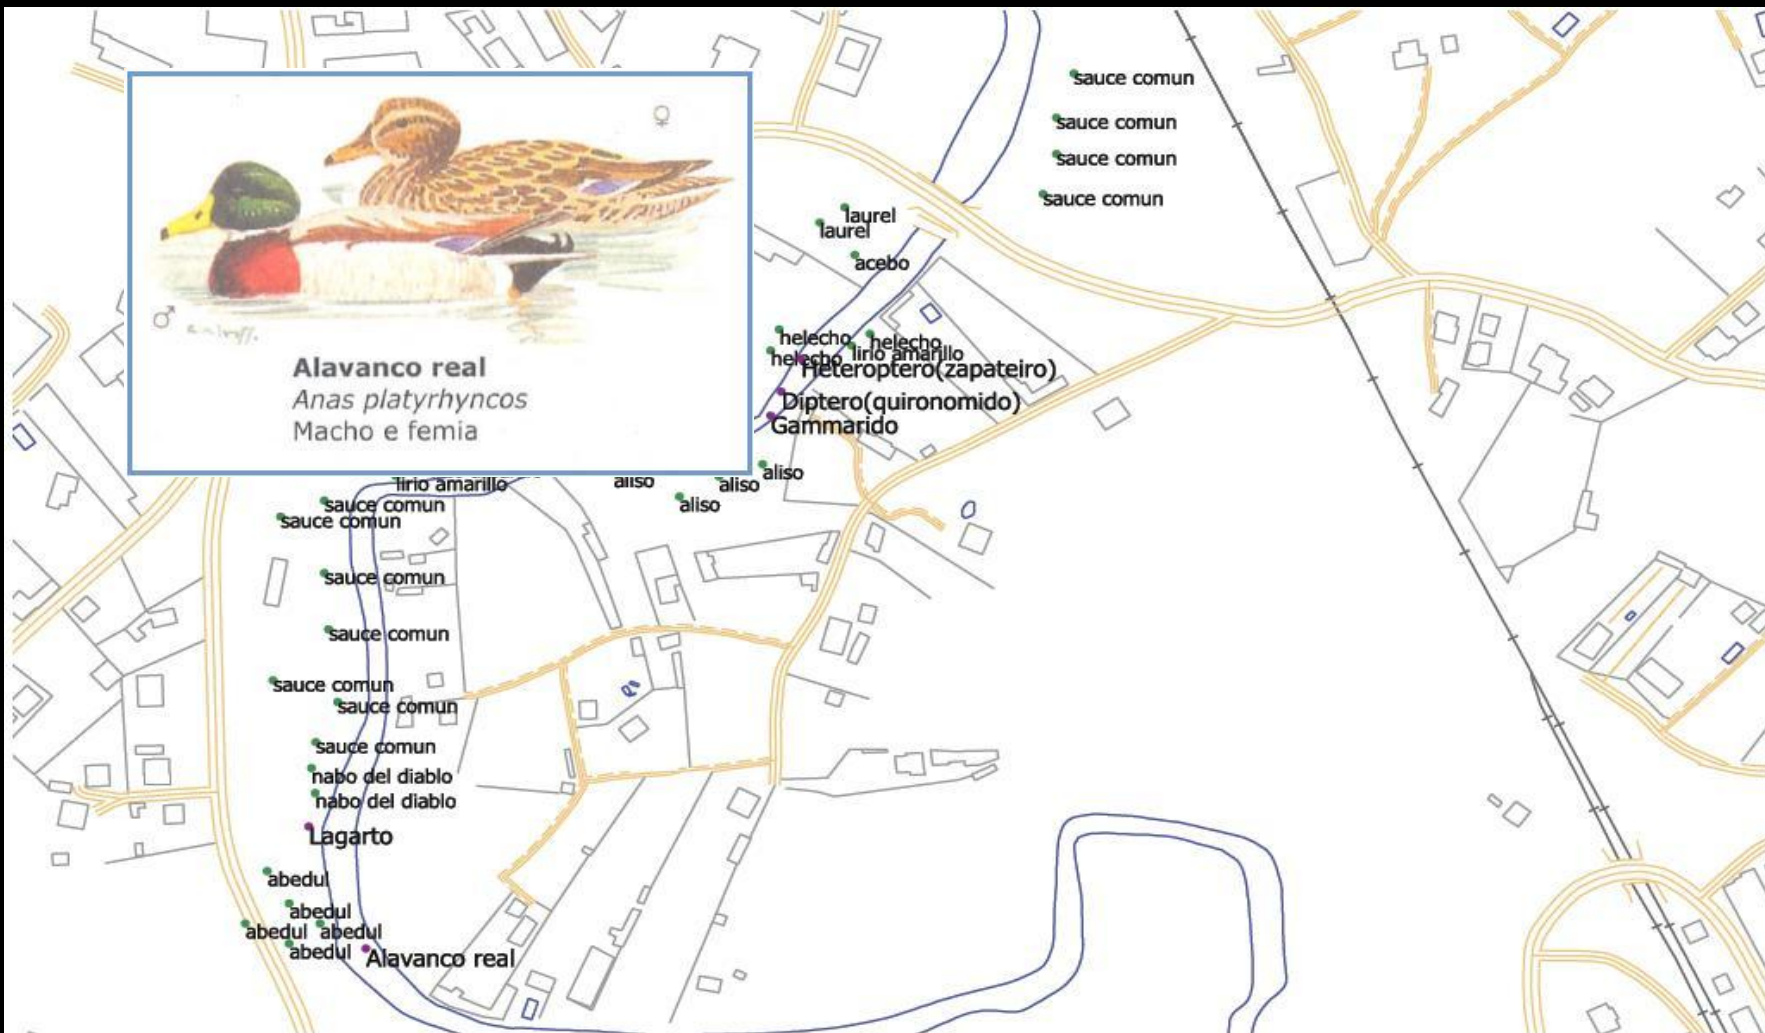 sauce comun
sauce comun
sauce comun
sauce comun
laurel
laurel
acebo
♀
♂
Alavanco real
Anas platyrhyncos
Macho e femia
helecho
helecho
helecho
lirio amarillo
Heteroptero(zapateiro)
Diptero(quironomido)
Gammarido
aliso
aliso
aliso
aliso
lirio amarillo
sauce comun
sauce comun
sauce comun
sauce comun
sauce comun
sauce comun
sauce comun
nabo del diablo
nabo del diablo
Lagarto
abedul
abedul
abedul abedul
abedul
Alavanco real